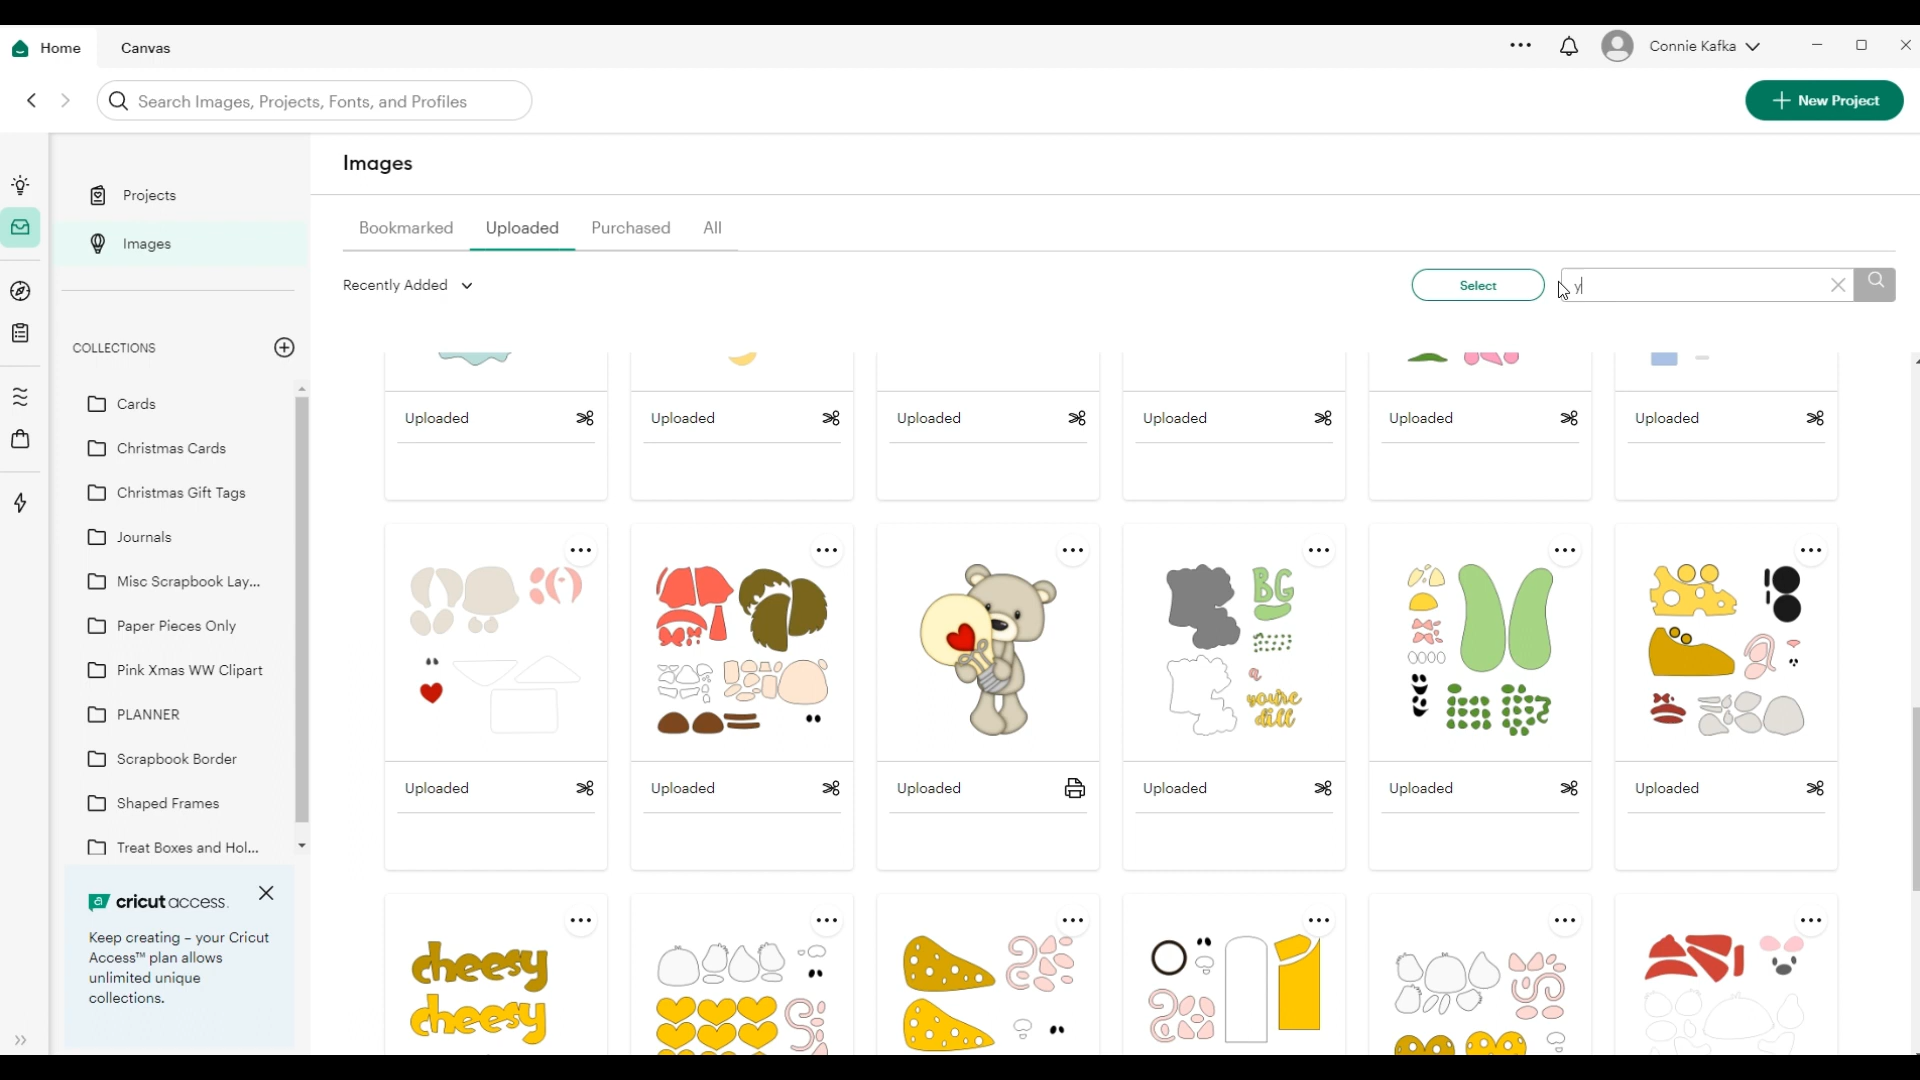 Home
Canvas
Connie Kafka
Search Images, Projects, Fonts, and Profiles
New Project
Projects
Images
COLLECTIONS
Cards
Christmas Cards
Christmas Gift Tags
Journals
Misc Scrapbook Lay...
Paper Pieces Only
Pink Xmas WW Clipart
PLANNER
Scrapbook Border
Shaped Frames
Treat Boxes and Hol...
cricut access™
Keep creating – your Cricut
Access™ plan allows
unlimited unique
collections.
Images
Bookmarked
Uploaded
Purchased
All
Recently Added
Select
y
Uploaded
Uploaded
Uploaded
Uploaded
Uploaded
Uploaded
BG
a
you're
dill
Uploaded
Uploaded
Uploaded
Uploaded
Uploaded
Uploaded
cheesy
cheesy